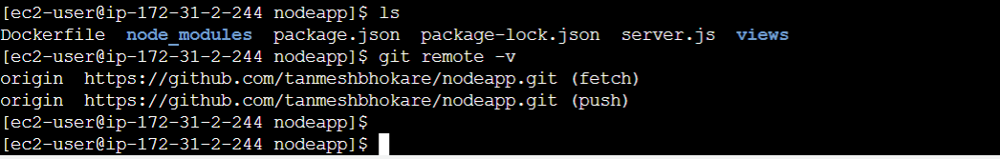 [ec2-user@ip-172-31-2-244 nodeapp]$ ls
Dockerfile  node_modules  package.json  package-lock.json  server.js  views
[ec2-user@ip-172-31-2-244 nodeapp]$ git remote -v
origin  https://github.com/tanmeshbhokare/nodeapp.git (fetch)
origin  https://github.com/tanmeshbhokare/nodeapp.git (push)
[ec2-user@ip-172-31-2-244 nodeapp]$
[ec2-user@ip-172-31-2-244 nodeapp]$